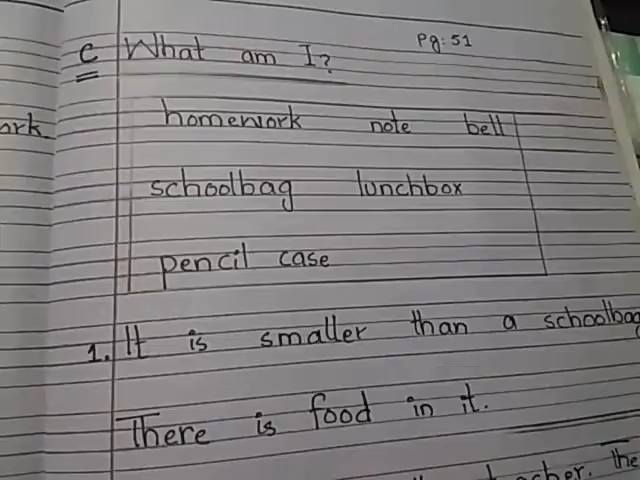 Pg: 51
C What am I?
ork.
homework note bell
schoolbag lunchbox
pencil case
1. It is smaller than a schoolbag
There is food in it.
The